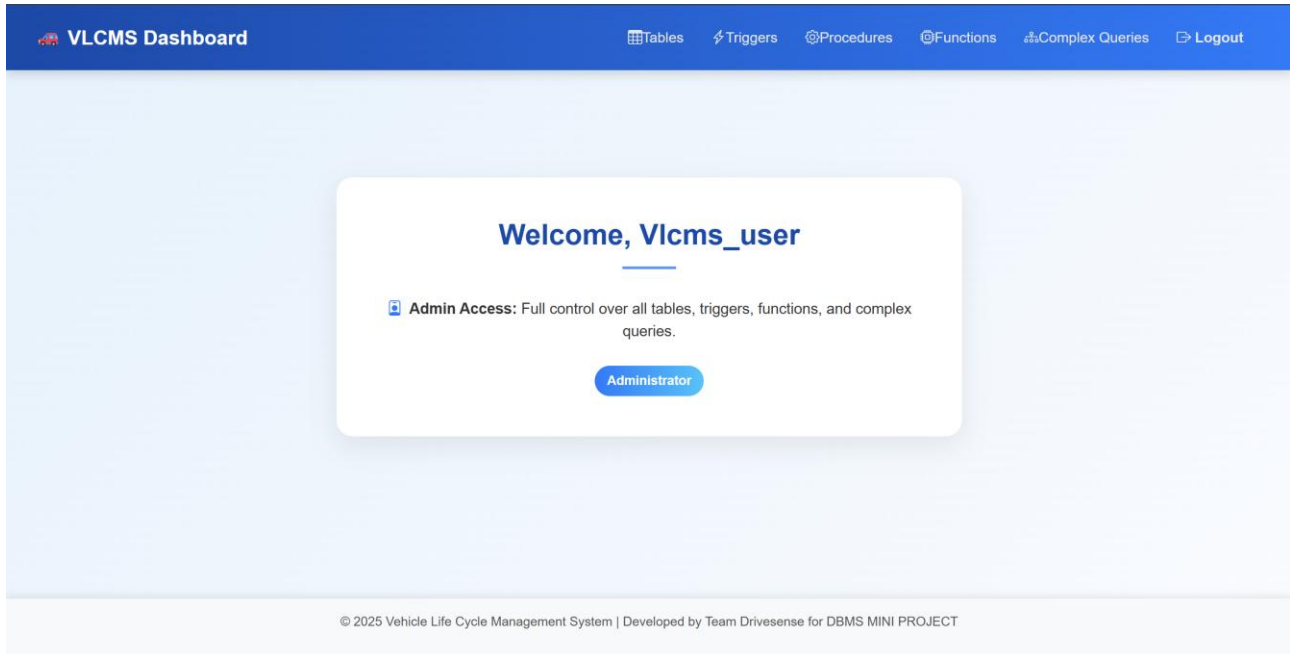 VLCMS Dashboard
Tables Triggers Procedures Functions Complex Queries Logout
Welcome, Vlcms_user
Admin Access: Full control over all tables, triggers, functions, and complex
queries.
Administrator
© 2025 Vehicle Life Cycle Management System | Developed by Team Drivesense for DBMS MINI PROJECT